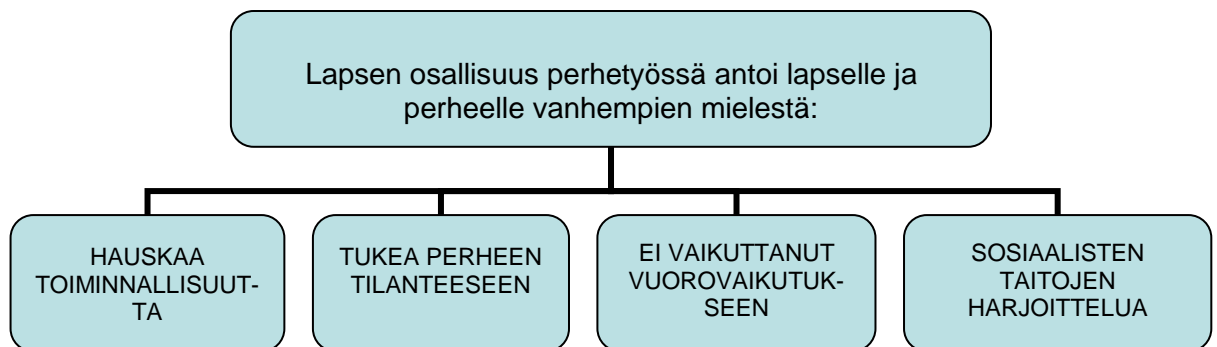 Lapsen osallisuus perhetyössä antoi lapselle ja
perheelle vanhempien mielestä:
HAUSKAA
TOIMINNALLISUUT-
TA
TUKEA PERHEEN
TILANTEESEEN
EI VAIKUTTANUT
VUOROVAIKUTUK-
SEEN
SOSIAALISTEN
TAITOJEN
HARJOITTELUA